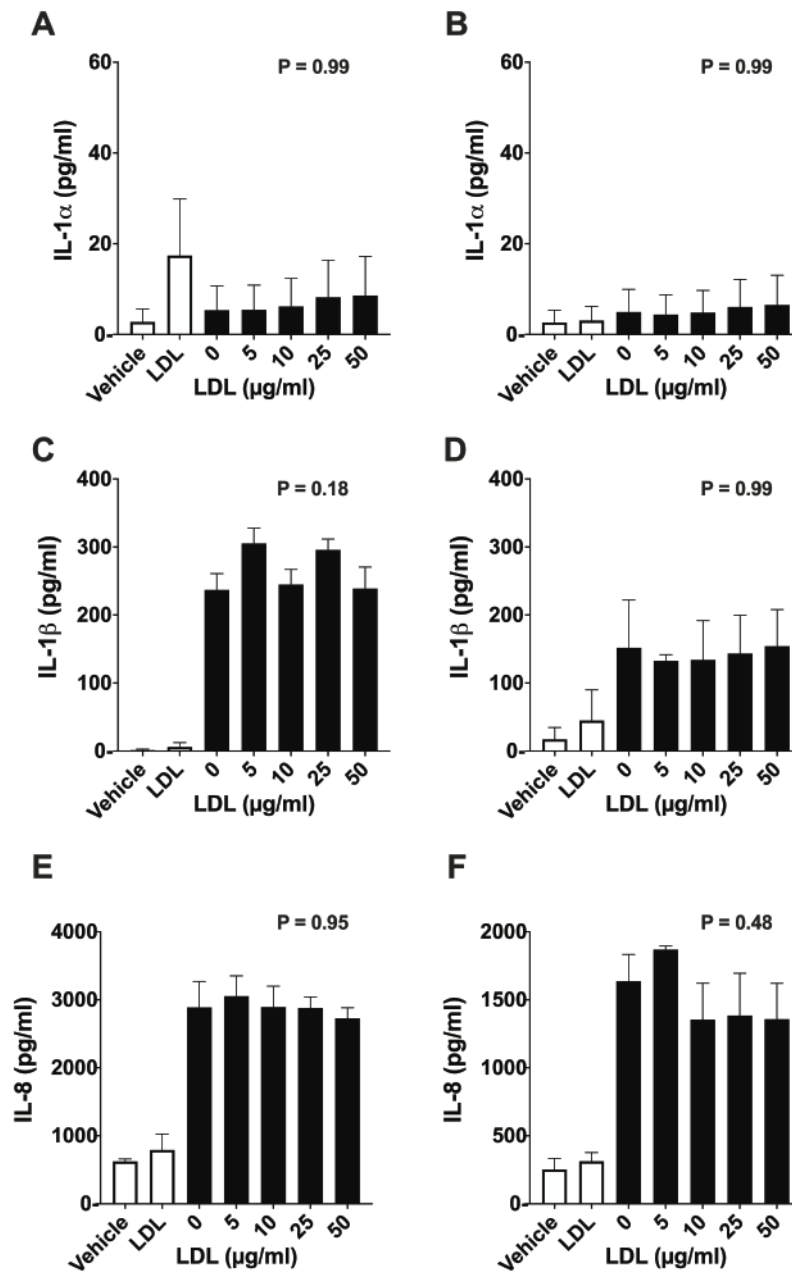 A
P = 0.99
IL-1α (pg/ml)
60
40
20
0
Vehicle
LDL
0
5
10
25
50
LDL (µg/ml)
B
P = 0.99
IL-1α (pg/ml)
60
40
20
0
Vehicle
LDL
0
5
10
25
50
LDL (µg/ml)
C
P = 0.18
IL-1β (pg/ml)
400
300
200
100
0
Vehicle
LDL
0
5
10
25
50
LDL (µg/ml)
D
P = 0.99
IL-1β (pg/ml)
400
300
200
100
0
Vehicle
LDL
0
5
10
25
50
LDL (µg/ml)
E
P = 0.95
IL-8 (pg/ml)
4000
3000
2000
1000
0
Vehicle
LDL
0
5
10
25
50
LDL (µg/ml)
F
P = 0.48
IL-8 (pg/ml)
2000
1500
1000
500
0
Vehicle
LDL
0
5
10
25
50
LDL (µg/ml)